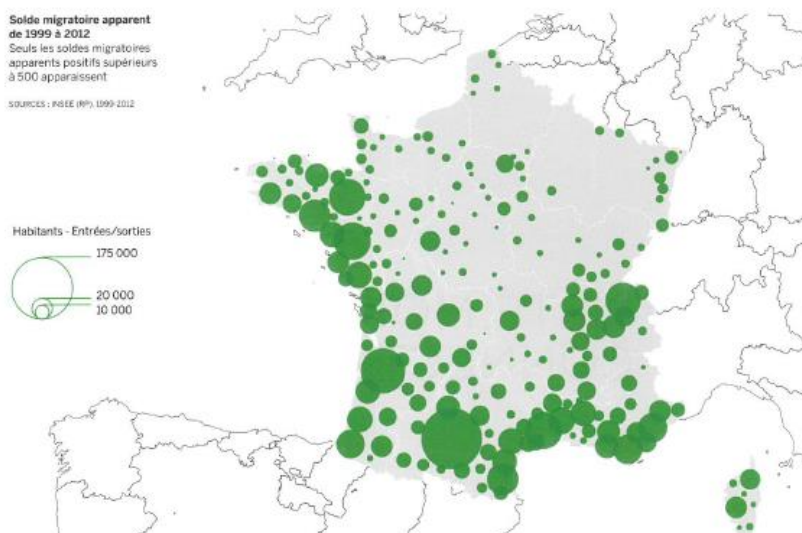 Solde migratoire apparent
de 1999 à 2012
Seuls les soldes migratoires
apparents positifs supérieurs
à 500 apparaissent
SOURCES : INSEE (RP), 1999-2012
Habitants - Entrées/sorties
175 000
20 000
10 000